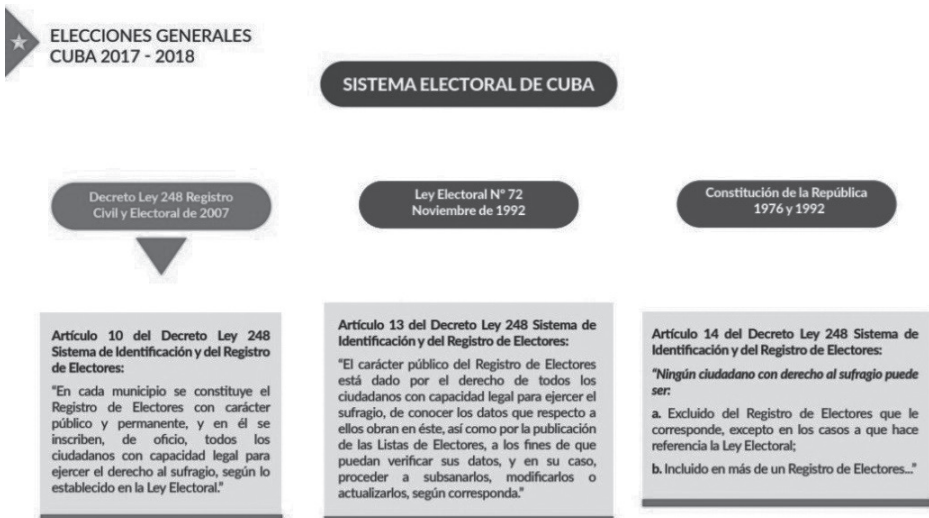 ELECCIONES GENERALES
CUBA 2017 - 2018
SISTEMA ELECTORAL DE CUBA
Decreto Ley 248 Registro
Civil y Electoral de 2007
Ley Electoral Nº 72
Noviembre de 1992
Constitución de la República
1976 y 1992
Artículo 10 del Decreto Ley 248
Sistema de Identificación y del Registro
de Electores:
"En cada municipio se constituye el
Registro de Electores con carácter
público y permanente, y en él se
inscriben, de oficio, todos los
ciudadanos con capacidad legal para
ejercer el derecho al sufragio, según lo
establecido en la Ley Electoral."
Artículo 13 del Decreto Ley 248 Sistema de
Identificación y del Registro de Electores:
"El carácter público del Registro de Electores
está dado por el derecho de todos los
ciudadanos con capacidad legal para ejercer el
sufragio, de conocer los datos que respecto a
ellos obran en éste, así como por la publicación
de las Listas de Electores, a los fines de que
puedan verificar sus datos, y en su caso,
proceder a subsanarlos, modificarlos o
actualizarlos, según corresponda."
Artículo 14 del Decreto Ley 248 Sistema de
Identificación y del Registro de Electores:
"Ningún ciudadano con derecho al sufragio puede
ser:
a. Excluido del Registro de Electores que le
corresponde, excepto en los casos a que hace
referencia la Ley Electoral;
b. Incluido en más de un Registro de Electores..."